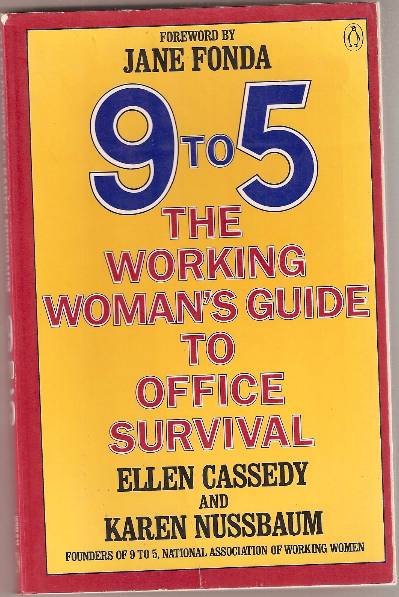 FOREWORD BY
JANE FONDA
9 TO 5
THE
WORKING
WOMAN'S GUIDE
TO
OFFICE
SURVIVAL
ELLEN CASSEDY
AND
KAREN NUSSBAUM
FOUNDERS OF 9 TO 5, NATIONAL ASSOCIATION OF WORKING WOMEN